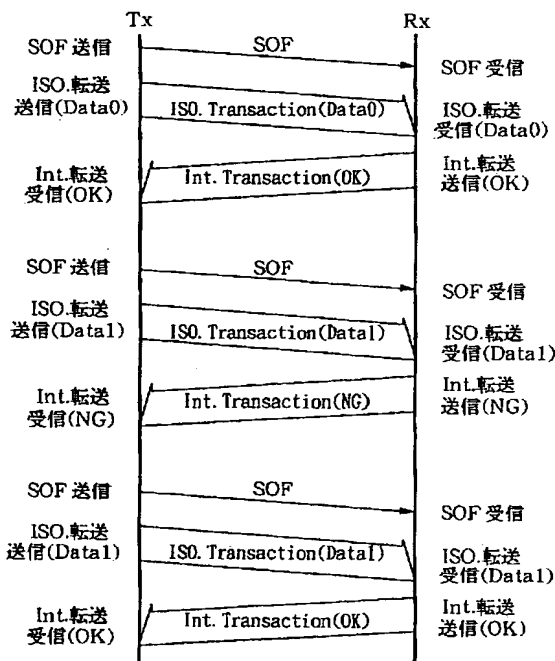 Tx
Rx
SOF 送信
SOF
SOF 受信
ISO.転送
送信(Data0)
ISO.Transaction(Data0)
ISO.転送
受信(Data0)
Int.転送
受信(OK)
Int.Transaction(OK)
Int.転送
送信(OK)
SOF 送信
SOF
SOF 受信
ISO.転送
送信(Data1)
ISO.Transaction(Data1)
ISO.転送
受信(Data1)
Int.転送
受信(NG)
Int.Transaction(NG)
Int.転送
送信(NG)
SOF 送信
SOF
SOF 受信
ISO.転送
送信(Data1)
ISO.Transaction(Data1)
ISO.転送
受信(Data1)
Int.転送
受信(OK)
Int.Transaction(OK)
Int.転送
送信(OK)